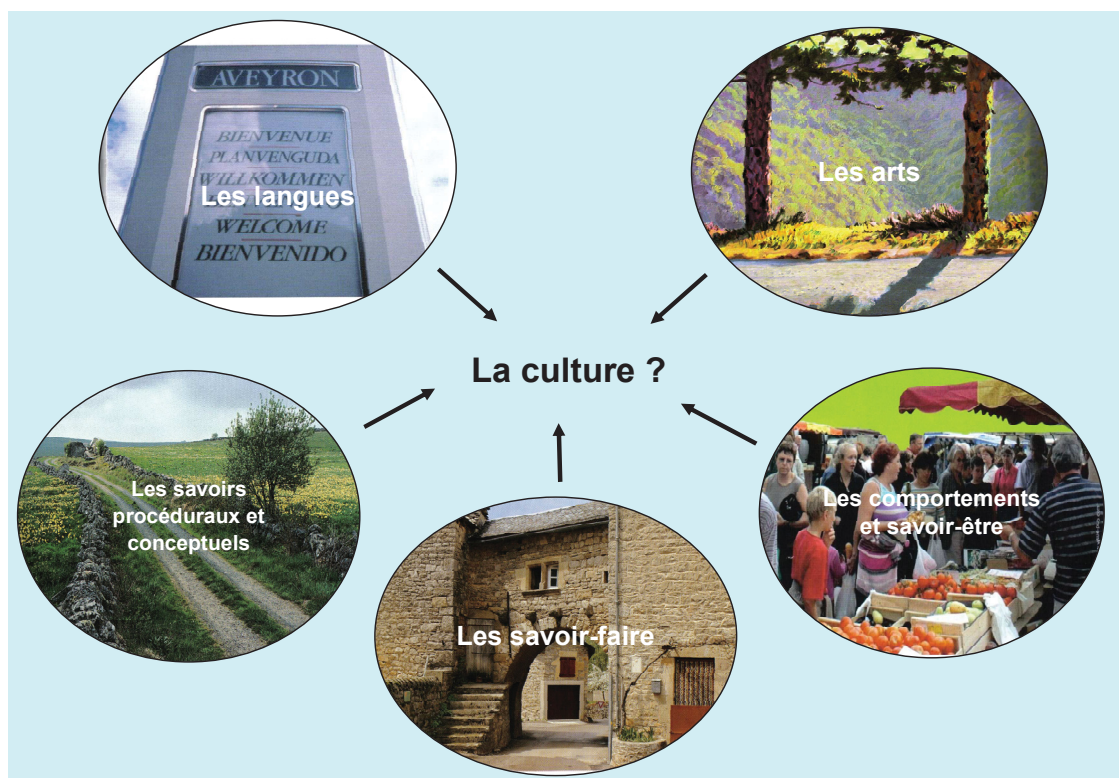 AVEYRON
BIENVENUE
PLANVENGUDA
WILLKOMMEN
Les langues
WELCOME
BIENVENIDO
Les arts
La culture ?
Les savoirs
procéduraux et
conceptuels
Les comportements
et savoir-être
Les savoir-faire